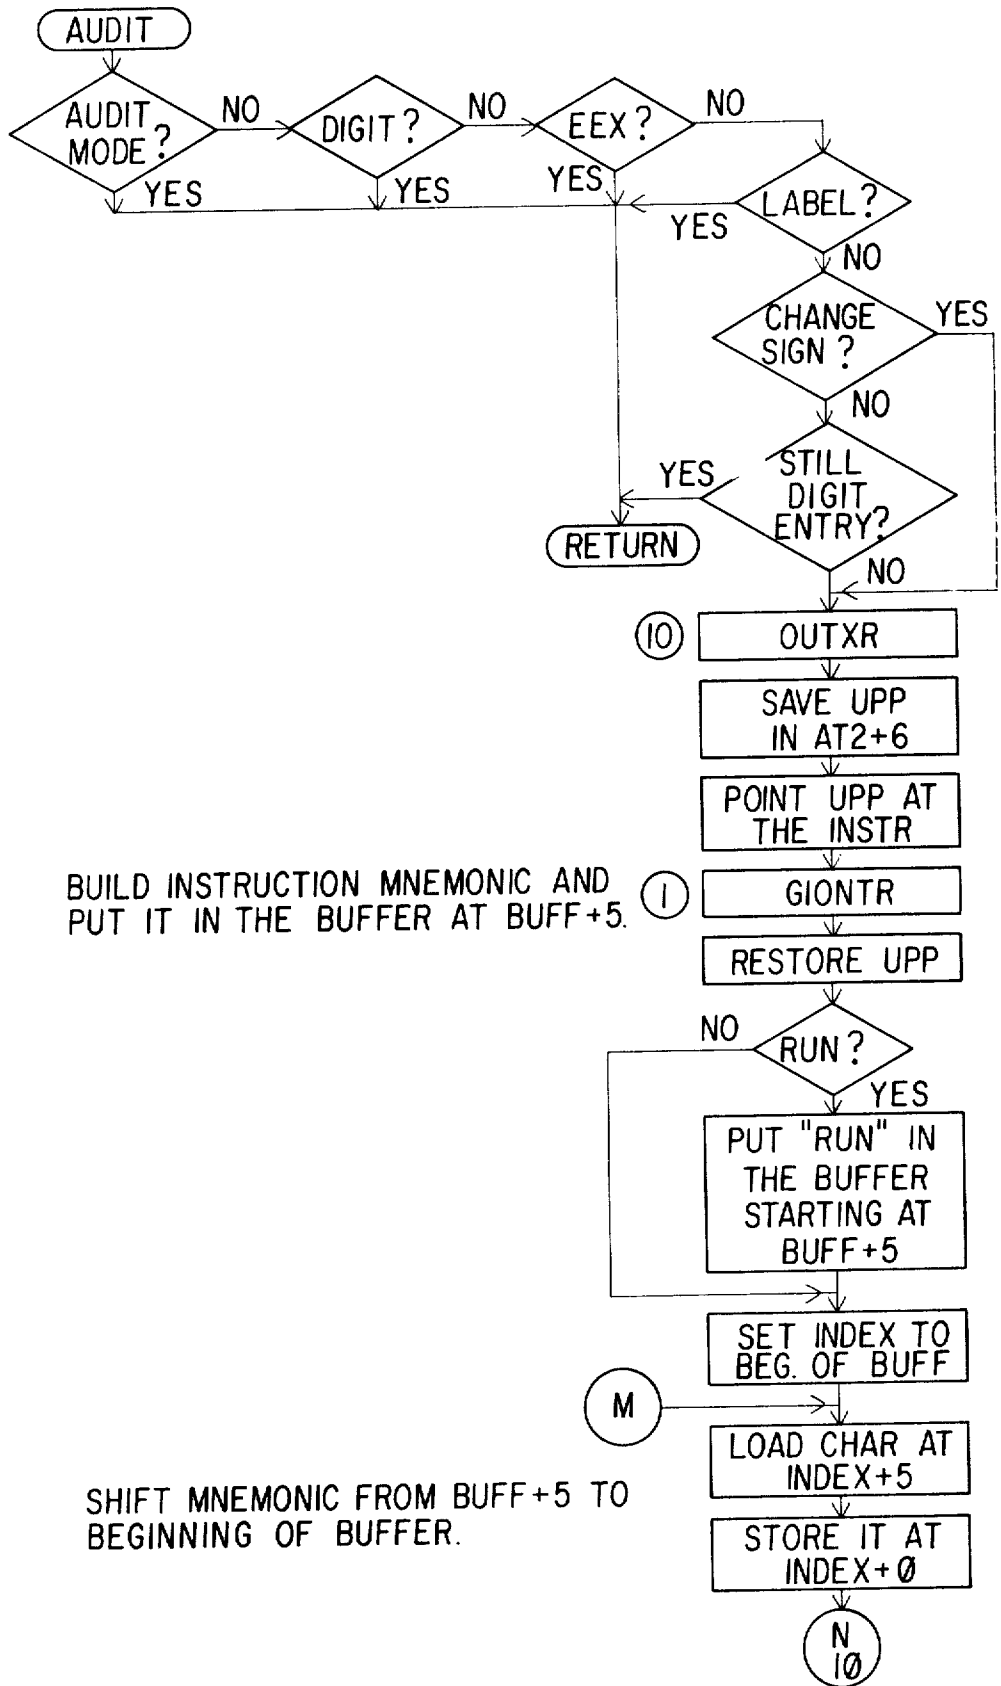 AUDIT
AUDIT
MODE?
NO
DIGIT?
NO
EEX?
NO
YES
YES
YES
YES
LABEL?
NO
CHANGE
SIGN?
YES
NO
STILL
DIGIT
ENTRY?
YES
RETURN
NO
10
OUTXR
SAVE UPP
IN AT2+6
POINT UPP AT
THE INSTR
BUILD INSTRUCTION MNEMONIC AND
PUT IT IN THE BUFFER AT BUFF+5.
1
GIONTR
RESTORE UPP
NO
RUN?
YES
PUT "RUN" IN
THE BUFFER
STARTING AT
BUFF+5
SET INDEX TO
BEG. OF BUFF
M
LOAD CHAR AT
INDEX+5
SHIFT MNEMONIC FROM BUFF+5 TO
BEGINNING OF BUFFER.
STORE IT AT
INDEX+Ø
N
1Ø